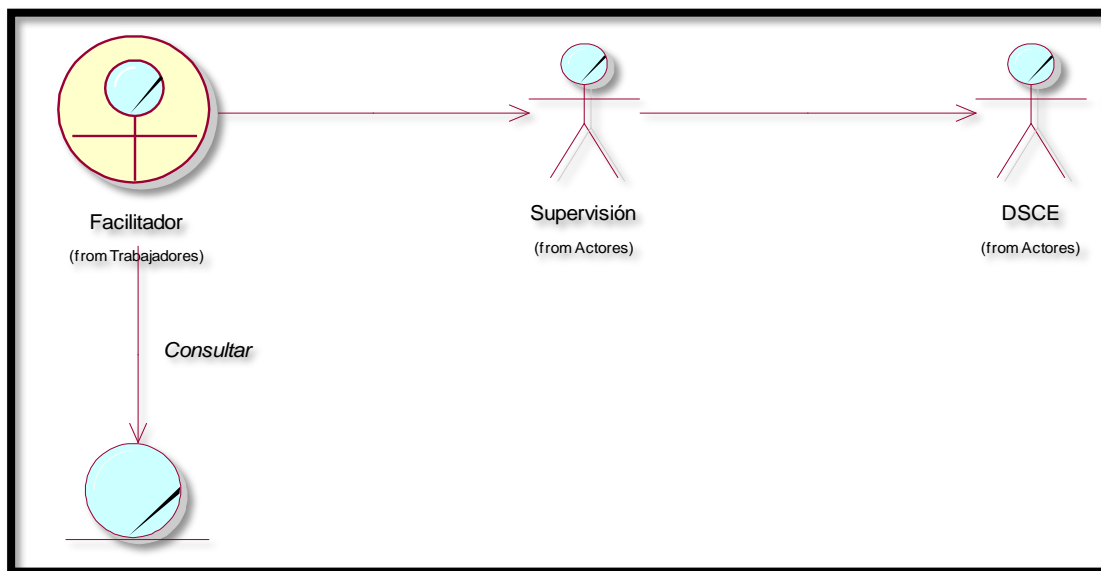 Facilitador
(from Trabajadores)
Supervisión
(from Actores)
DSCE
(from Actores)
Consultar